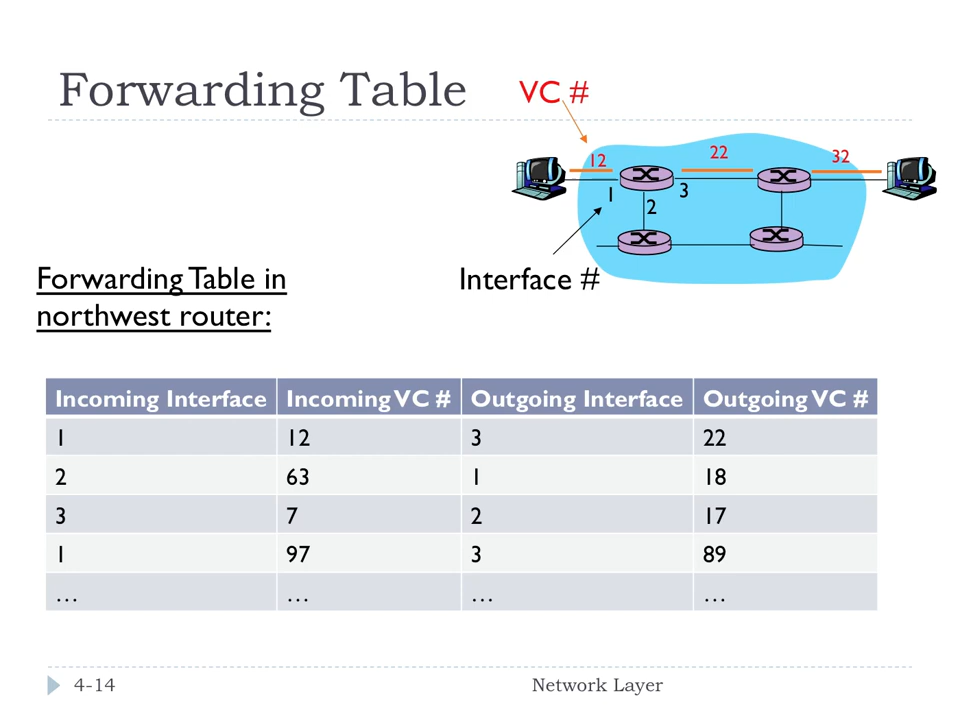 Forwarding Table
VC #
12
22
32
1
2
3
Interface #
Forwarding Table in
northwest router:
Incoming Interface Incoming VC # Outgoing Interface Outgoing VC #
1 12 3 22
2 63 1 18
3 7 2 17
1 97 3 89
… … … …
4-14 Network Layer